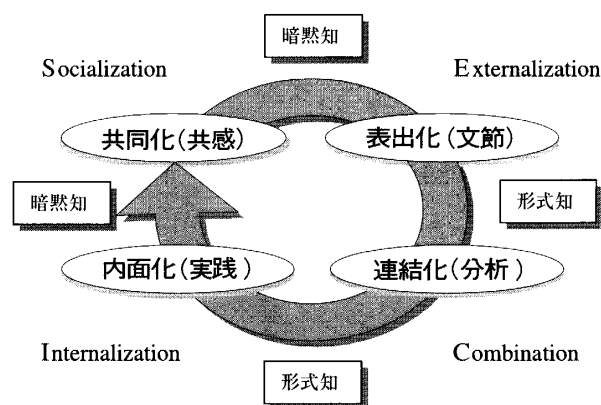 暗黙知
Socialization
Externalization
共同化(共感)
表出化(文節)
暗黙知
形式知
内面化(実践)
連結化(分析)
Internalization
Combination
形式知